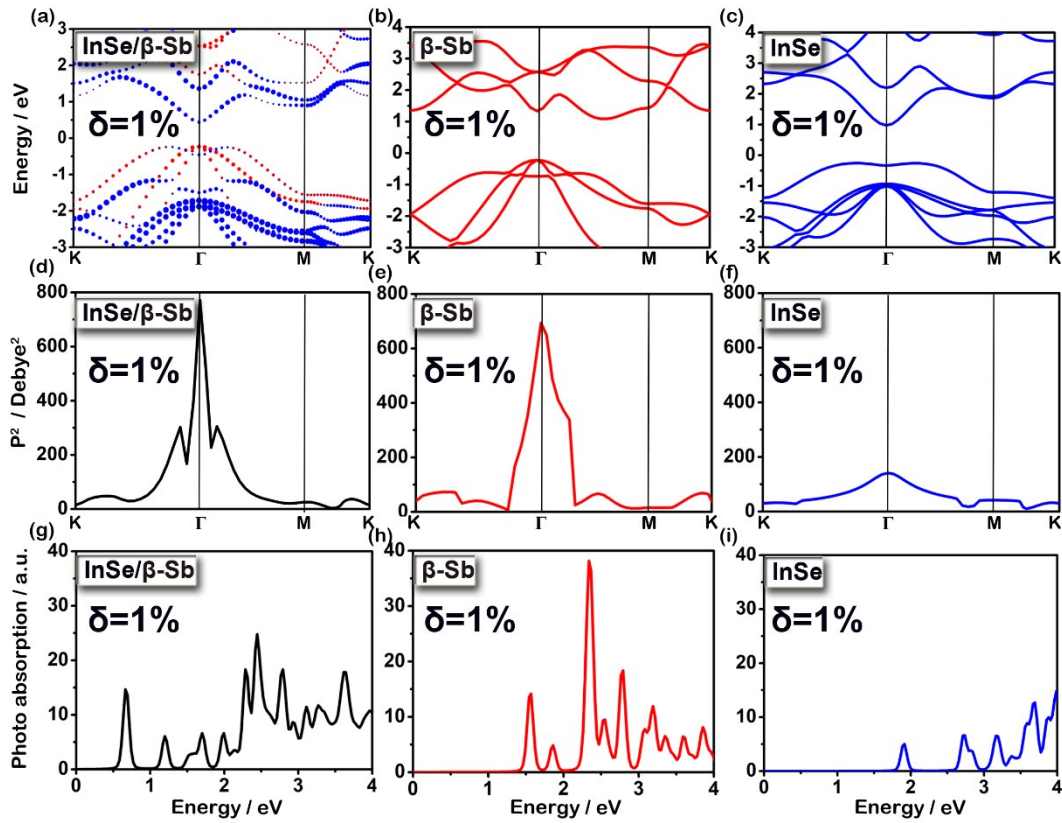 (a)
InSe/β-Sb
δ=1%
Energy / eV
3
2
1
0
-1
-2
-3
K Γ M K
(b)
β-Sb
δ=1%
4
3
2
1
0
-1
-2
-3
K Γ M K
(c)
InSe
δ=1%
4
3
2
1
0
-1
-2
-3
K Γ M K
(d)
InSe/β-Sb
δ=1%
P² / Debye²
800
600
400
200
0
K Γ M K
(e)
β-Sb
δ=1%
800
600
400
200
0
K Γ M K
(f)
InSe
δ=1%
800
600
400
200
0
K Γ M K
(g)
InSe/β-Sb
δ=1%
Photo absorption / a.u.
40
30
20
10
0
0 1 2 3 4
Energy / eV
(h)
β-Sb
δ=1%
40
30
20
10
0
0 1 2 3 4
Energy / eV
(i)
InSe
δ=1%
40
30
20
10
0
0 1 2 3 4
Energy / eV